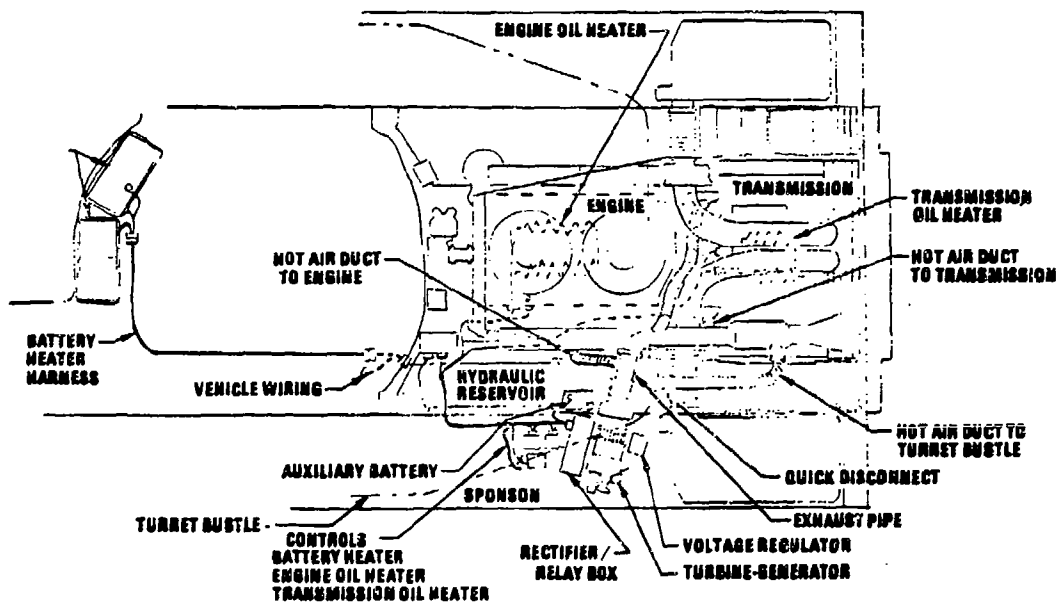 ENGINE OIL HEATER
TRANSMISSION
TRANSMISSION
OIL HEATER
ENGINE
HOT AIR DUCT
TO ENGINE
HOT AIR DUCT
TO TRANSMISSION
BATTERY
HEATER
HARNESS
VEHICLE WIRING
HYDRAULIC
RESERVOIR
HOT AIR DUCT TO
TURRET BUSTLE
AUXILIARY BATTERY
QUICK DISCONNECT
SPONSON
TURRET BUSTLE
EXHAUST PIPE
CONTROLS
BATTERY HEATER
ENGINE OIL HEATER
TRANSMISSION OIL HEATER
RECTIFIER/
RELAY BOX
VOLTAGE REGULATOR
TURBINE-GENERATOR